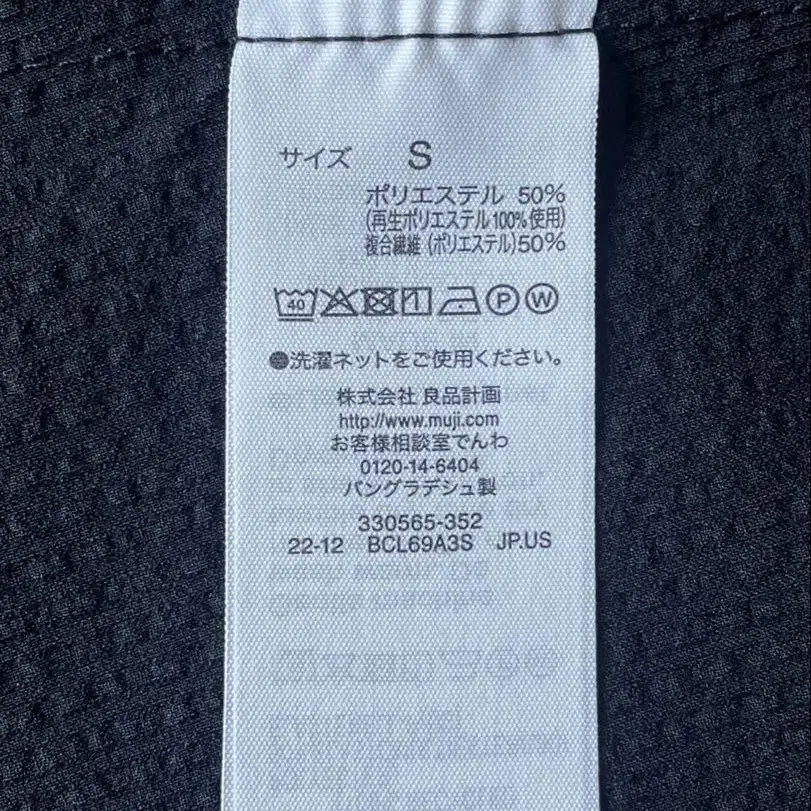 サイズ S
ポリエステル 50%
(再生ポリエステル100%使用)
複合繊維 (ポリエステル)50%
40 P W
●洗濯ネットをご使用ください。
株式会社 良品計画
http://www.muji.com
お客様相談室でんわ
0120-14-6404
バングラデシュ製
330565-352
22-12 BCL69A3S JP.US